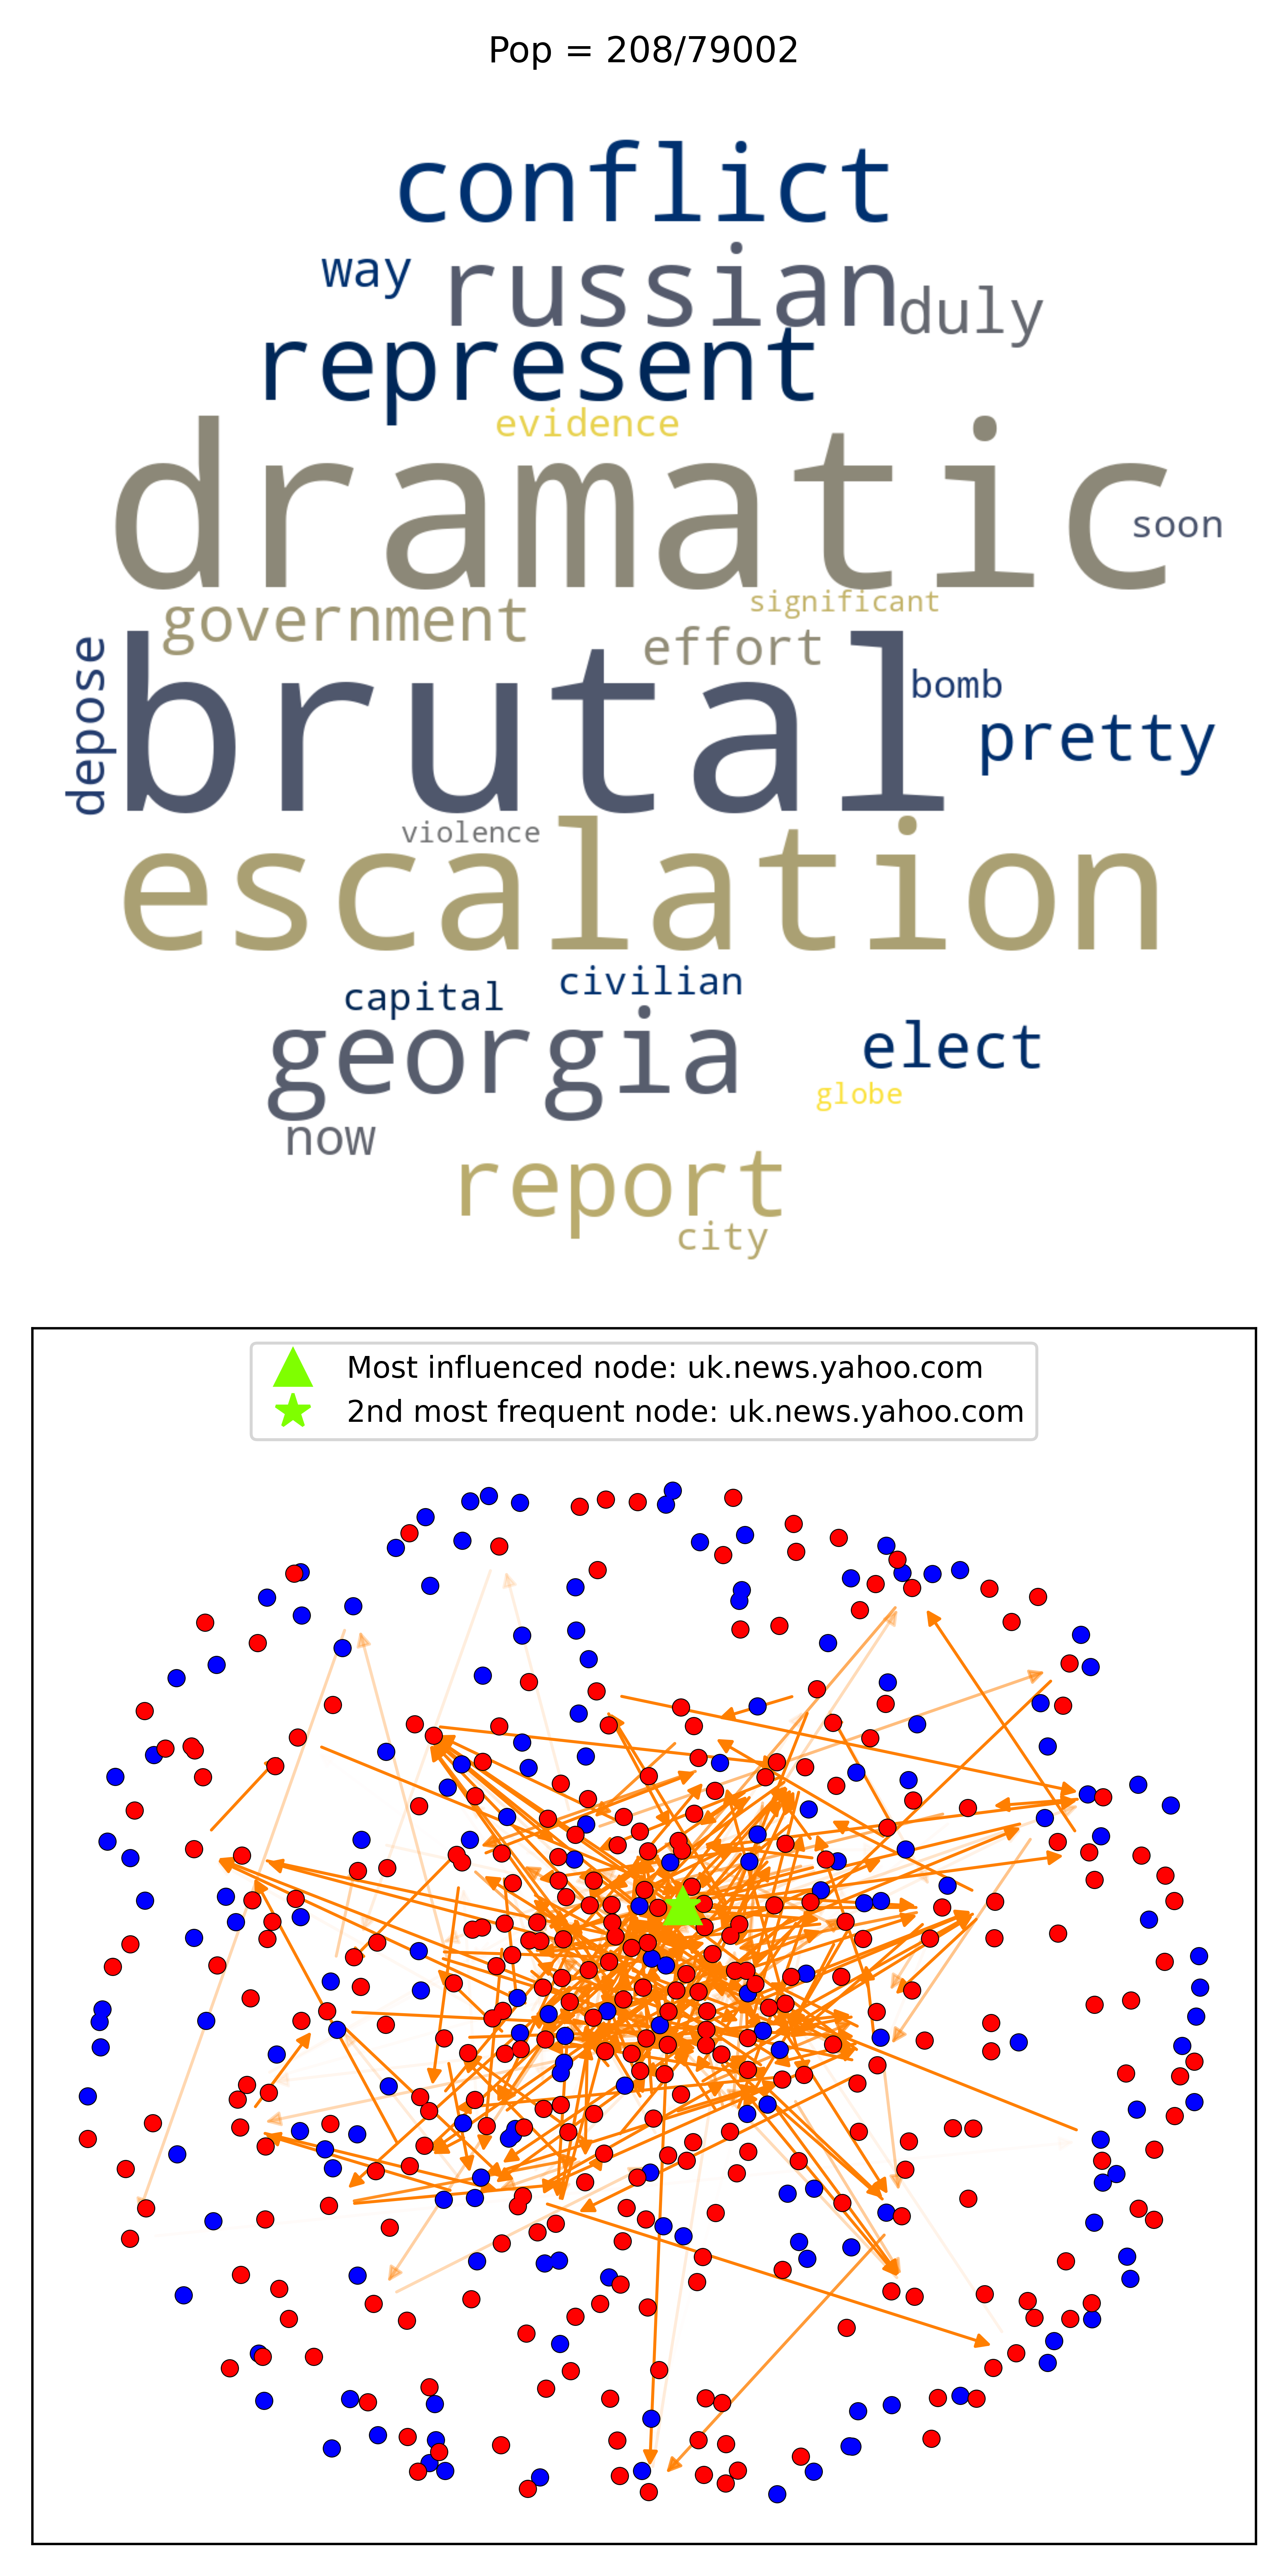 Pop = 208/79002
conflict
way
russian
duly
represent
evidence
dramatic
soon
government
significant
effort
depose
brutal
bomb
pretty
violence
escalation
capital
civilian
georgia
elect
globe
now
report
city
Most influenced node: uk.news.yahoo.com
2nd most frequent node: uk.news.yahoo.com